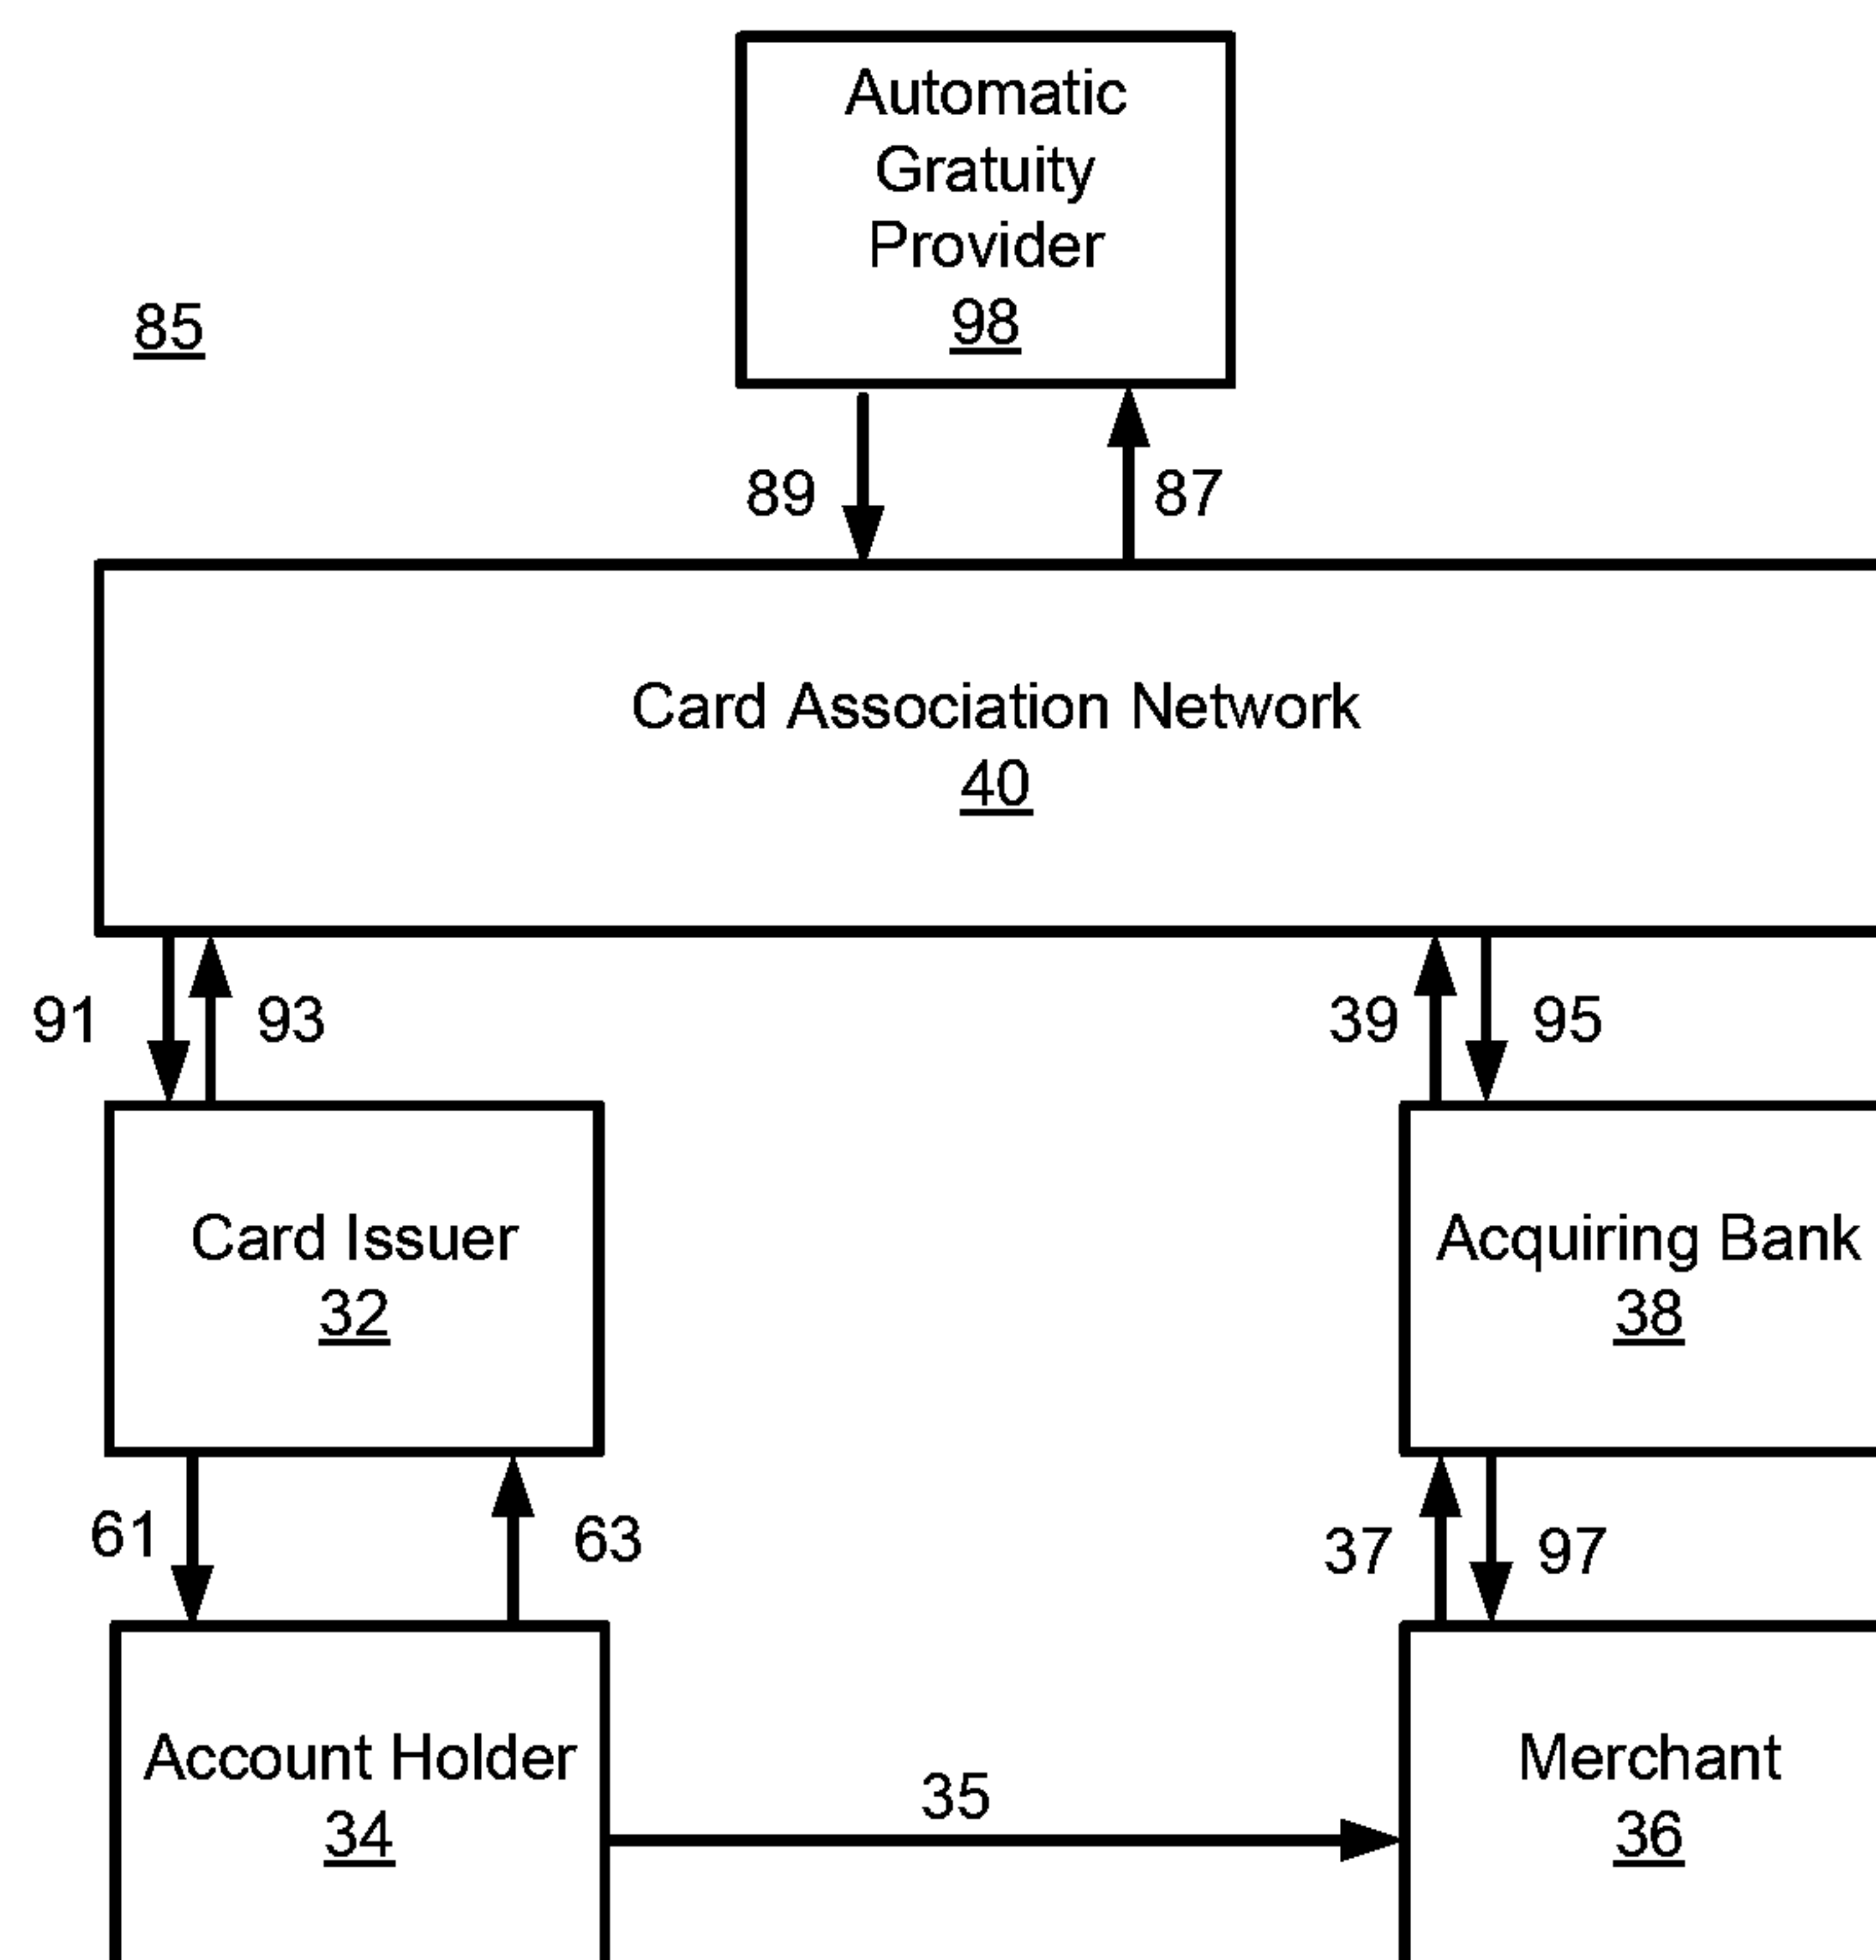 Automatic
Gratuity
Provider
98
85
89
87
Card Association Network
40
91
93
39
95
Card Issuer
32
Acquiring Bank
38
61
63
37
97
Account Holder
34
35
Merchant
36